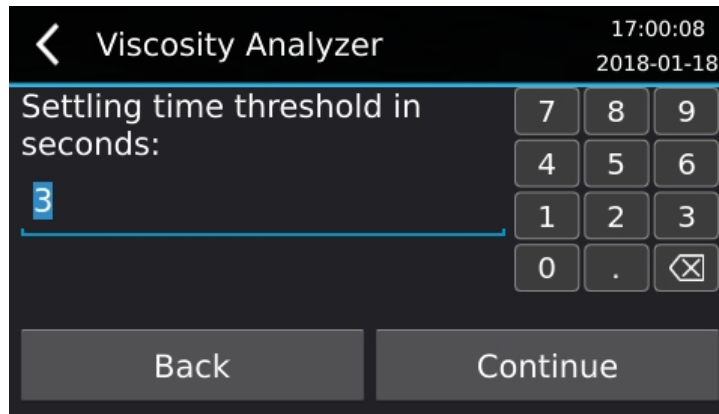 Viscosity Analyzer
17:00:08
2018-01-18
Settling time threshold in
seconds:
3
7 8 9
4 5 6
1 2 3
0 .
Back
Continue